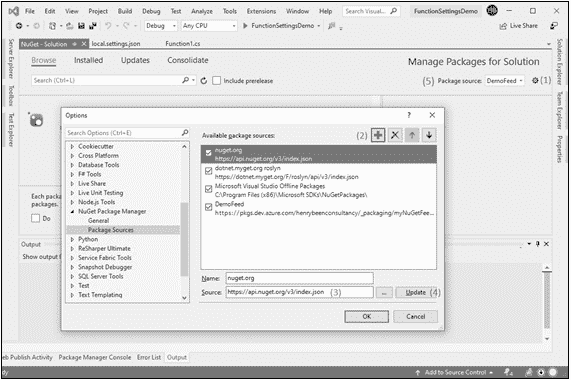 File Edit View Project Build Debug Team Test Analyze Tools Extensions Window Help Search Visual... FunctionSettingsDemo
Debug Any CPU FunctionSettingsDemo Live Share
NuGet - Solution local.settings.json Function1.cs
Browse Installed Updates Consolidate Manage Packages for Solution
Search (Ctrl+L) Include prerelease (5) Package source: DemoFeed (1)
Server Explorer
Toolbox
Test Explorer
Solution Explorer
Team Explorer
Properties
Options ? ×
Search Options (Ctrl+E)
Available package sources: (2)
Cookiecutter
Cross Platform
Database Tools
F# Tools
Live Share
Live Unit Testing
Node.js Tools
NuGet Package Manager
General
Package Sources
Python
ReSharper Ultimate
Service Fabric Tools
Snapshot Debugger
SQL Server Tools
Test
Text Templating
nuget.org
https://api.nuget.org/v3/index.json
dotnet.myget.org roslyn
https://dotnet.myget.org/F/roslyn/api/v3/index.json
Microsoft Visual Studio Offline Packages
C:\Program Files (x86)\Microsoft SDKs\NuGetPackages\
DemoFeed
https://pkgs.dev.azure.com/henrybeenconsultancy/_packaging/myNuGetFee...
Name: nuget.org
Source: https://api.nuget.org/v3/index.json (3) ... Update (4)
OK Cancel
Each pack
packages.
Do
Output
Show output f
eb Publish Activity Package Manager Console Error List Output
dy Add to Source Control